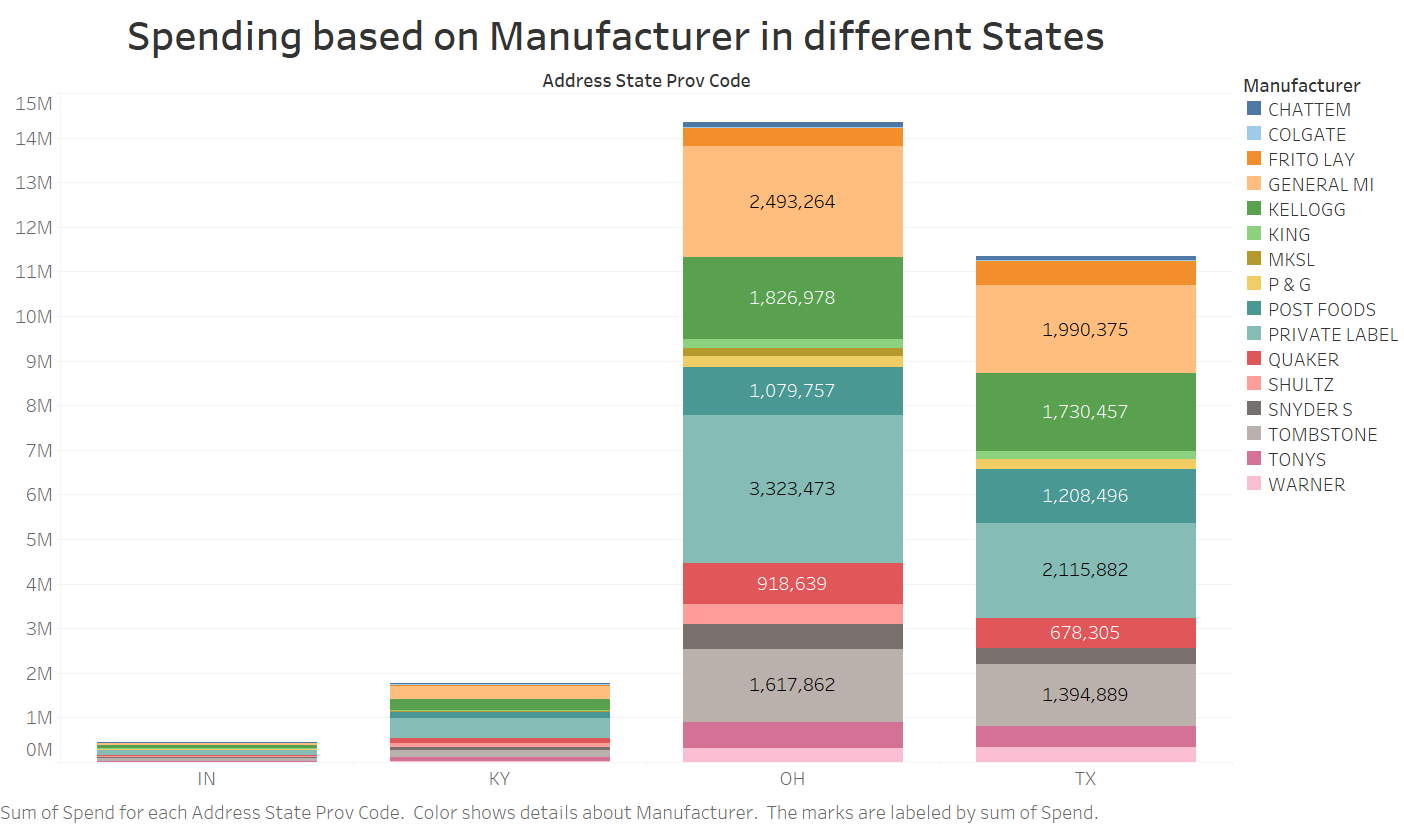 Spending based on Manufacturer in different States
Address State Prov Code
Manufacturer
CHATTEM
COLGATE
FRITO LAY
GENERAL MI
KELLOGG
KING
MKSL
P & G
POST FOODS
PRIVATE LABEL
QUAKER
SHULTZ
SNYDER S
TOMBSTONE
TONYS
WARNER
15M
14M
13M
12M
11M
10M
9M
8M
7M
6M
5M
4M
3M
2M
1M
0M
2,493,264
1,826,978
1,079,757
3,323,473
918,639
1,617,862
1,990,375
1,730,457
1,208,496
2,115,882
678,305
1,394,889
IN
KY
OH
TX
Sum of Spend for each Address State Prov Code.  Color shows details about Manufacturer.  The marks are labeled by sum of Spend.